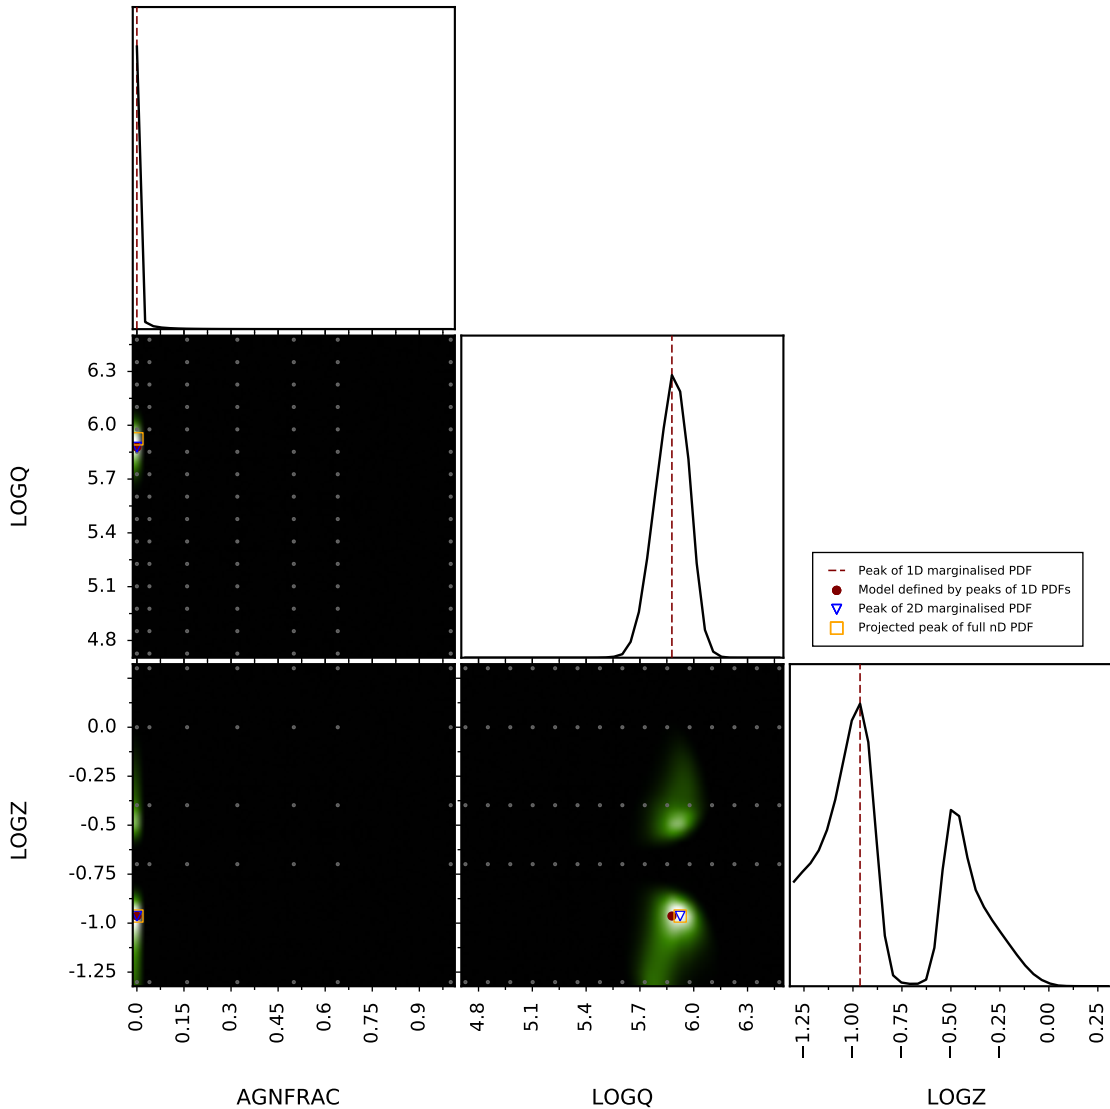 LOGQ
6.3
6.0
5.7
5.4
5.1
4.8
Peak of 1D marginalised PDF
Model defined by peaks of 1D PDFs
Peak of 2D marginalised PDF
Projected peak of full nD PDF
LOGZ
0.0
-0.25
-0.5
-0.75
-1.0
-1.25
0.0 0.15 0.3 0.45 0.6 0.75 0.9
4.8 5.1 5.4 5.7 6.0 6.3
−1.25 −1.00 −0.75 −0.50 −0.25 0.00 0.25
AGNFRAC LOGQ LOGZ